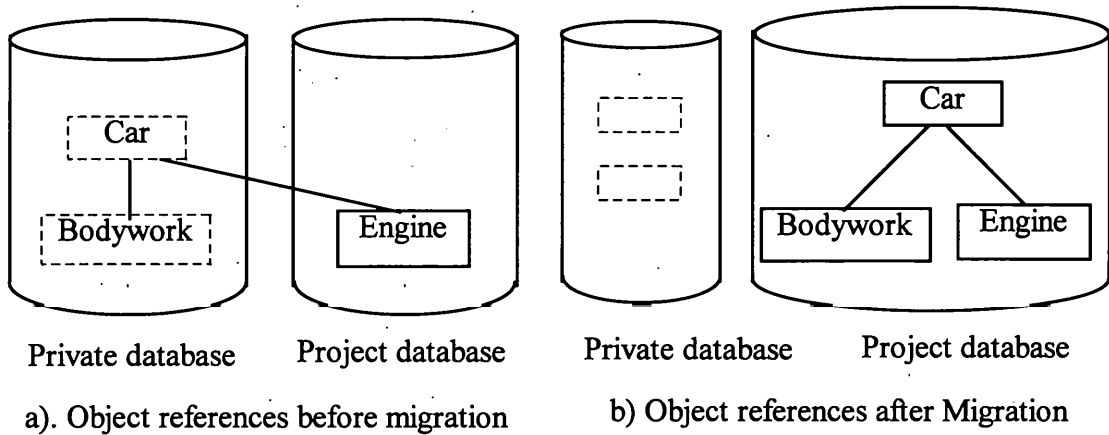 Car
Bodywork
Engine
Private database
Project database
a). Object references before migration
Car
Bodywork
Engine
Private database
Project database
b) Object references after Migration